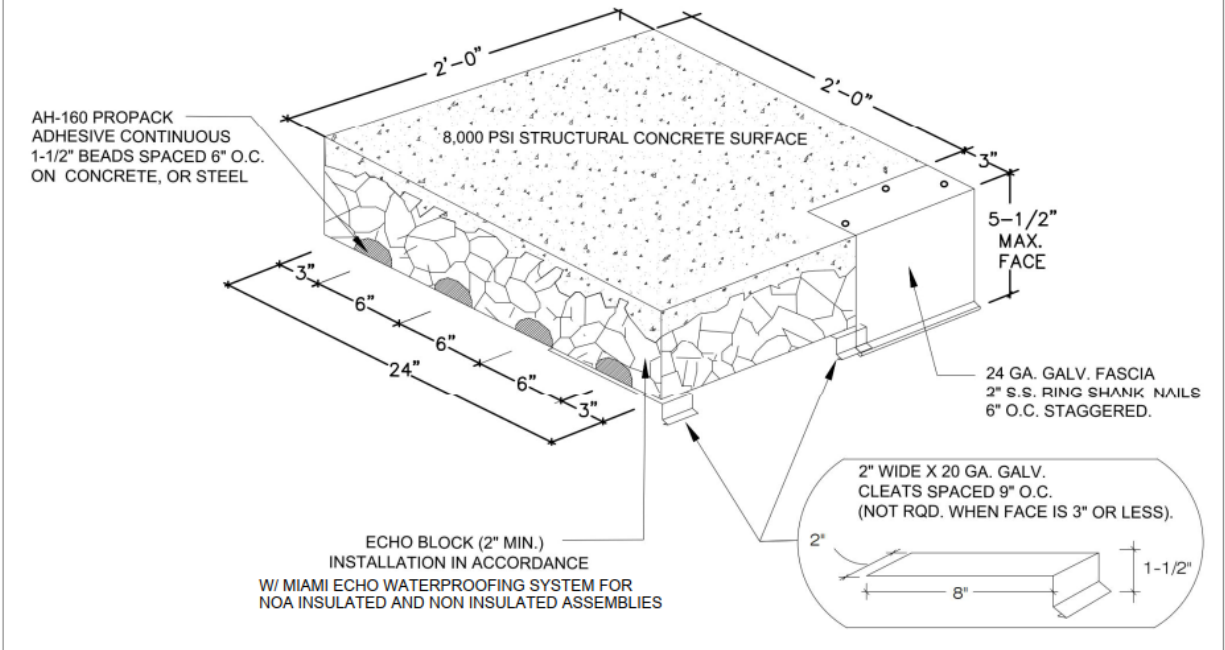 2'-0"
2'-0"
AH-160 PROPACK
ADHESIVE CONTINUOUS
1-1/2" BEADS SPACED 6" O.C.
ON CONCRETE, OR STEEL
8,000 PSI STRUCTURAL CONCRETE SURFACE
3"
5-1/2"
MAX.
FACE
3"
6"
6"
6"
3"
24"
24 GA. GALV. FASCIA
2" S.S. RING SHANK NAILS
6" O.C. STAGGERED.
ECHO BLOCK (2" MIN.)
INSTALLATION IN ACCORDANCE
W/ MIAMI ECHO WATERPROOFING SYSTEM FOR
NOA INSULATED AND NON INSULATED ASSEMBLIES
2" WIDE X 20 GA. GALV.
CLEATS SPACED 9" O.C.
(NOT RQD. WHEN FACE IS 3" OR LESS).
2"
8"
1-1/2"